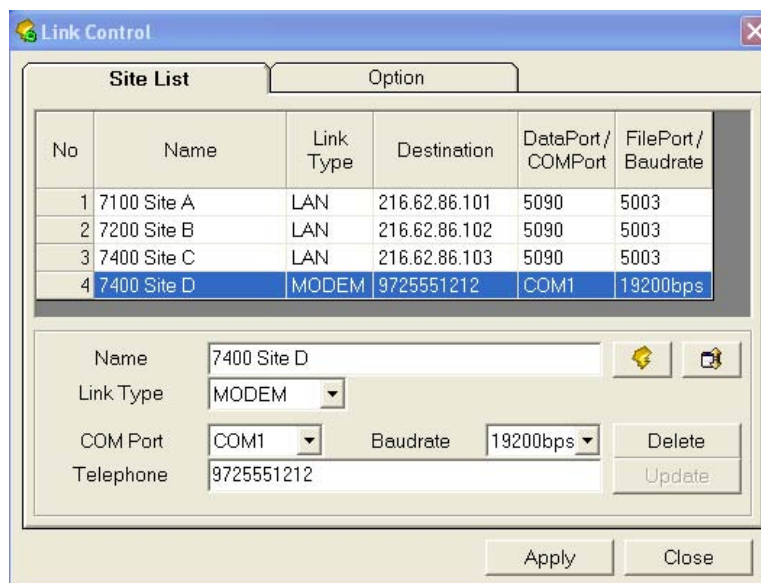 Link Control
Site List Option
No Name Link Type Destination DataPort/ COMPort FilePort/ Baudrate
1 7100 Site A LAN 216.62.86.101 5090 5003
2 7200 Site B LAN 216.62.86.102 5090 5003
3 7400 Site C LAN 216.62.86.103 5090 5003
4 7400 Site D MODEM 9725551212 COM1 19200bps
Name 7400 Site D
Link Type MODEM
COM Port COM1 Baudrate 19200bps Delete
Telephone 9725551212 Update
Apply Close